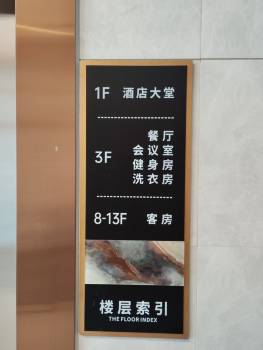 1F 酒店大堂
餐厅
会议室
3F 健身房
洗衣房
8-13F 客房
楼层索引
THE FLOOR INDEX